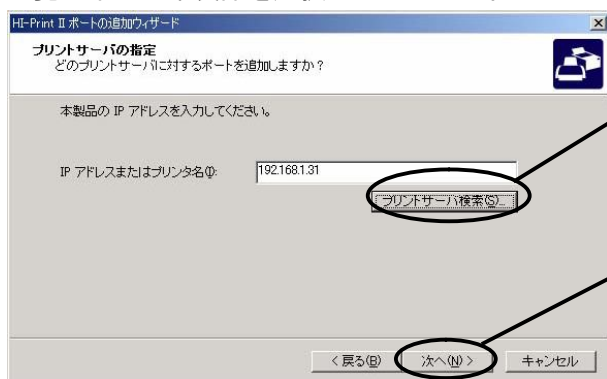 HI-Print II ポートの追加ウィザード
プリントサーバの指定
どのプリントサーバに対するポートを追加しますか?
本製品の IP アドレスを入力してください。
IP アドレスまたはプリンタ名(I): 192.168.1.31
プリントサーバ検索(S)...
< 戻る(B) 次へ(N) > キャンセル